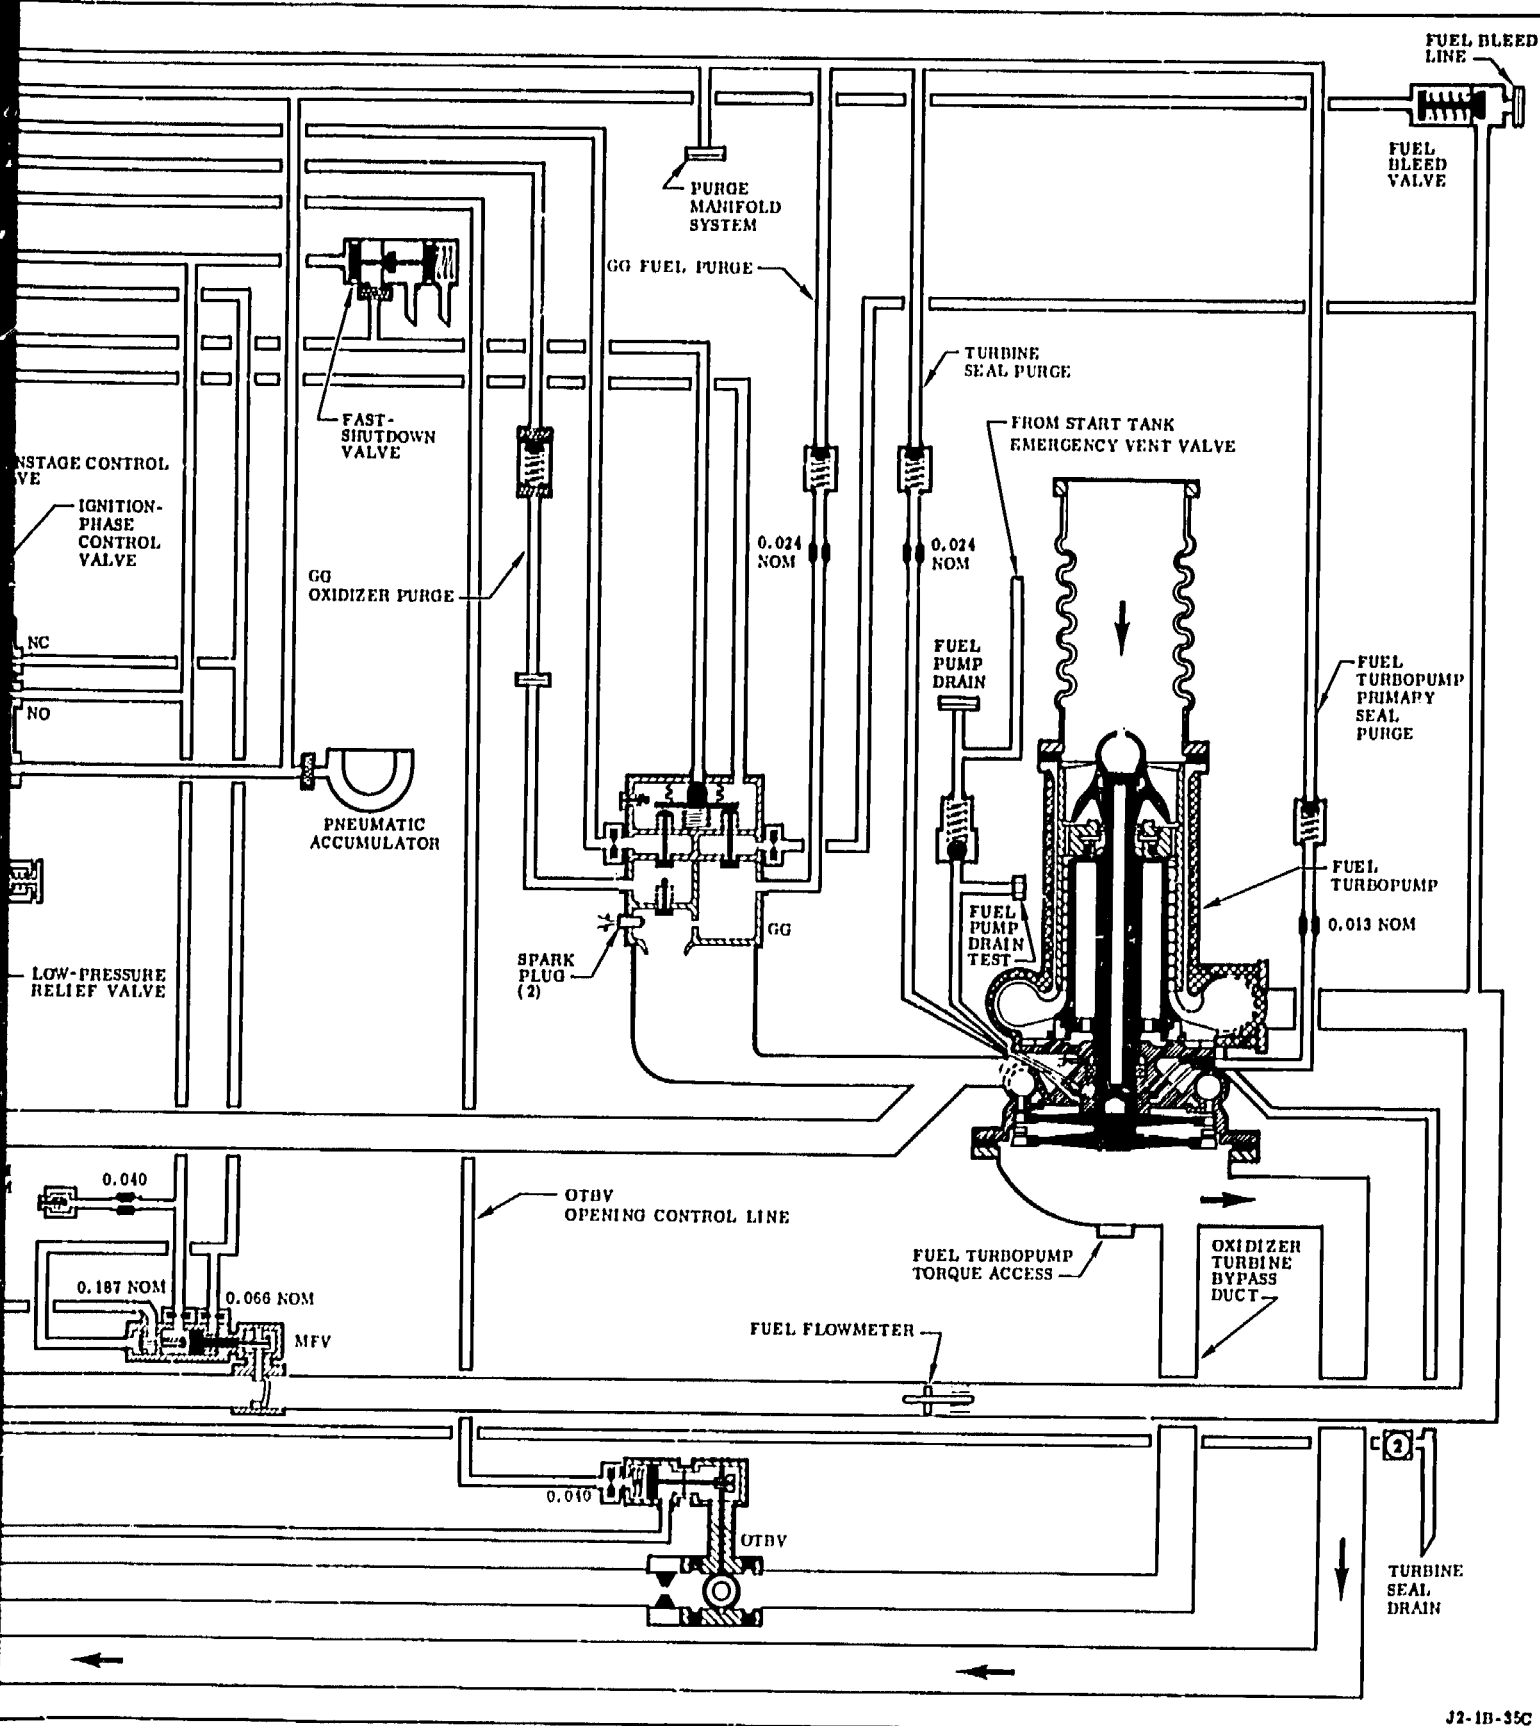 FUEL BLEED
LINE
FUEL
BLEED
VALVE
PURGE
MANIFOLD
SYSTEM
GG FUEL PURGE
TURBINE
SEAL PURGE
FAST-
SHUTDOWN
VALVE
FROM START TANK
EMERGENCY VENT VALVE
NSTAGE CONTROL
VE
IGNITION-
PHASE
CONTROL
VALVE
0.024
NOM
0.024
NOM
GG
OXIDIZER PURGE
NC
NO
FUEL
PUMP
DRAIN
FUEL
TURBOPUMP
PRIMARY
SEAL
PURGE
PNEUMATIC
ACCUMULATOR
FUEL
TURBOPUMP
0.013 NOM
GG
FUEL
PUMP
DRAIN
TEST
SPARK
PLUG
(2)
LOW-PRESSURE
RELIEF VALVE
0.040
OTBV
OPENING CONTROL LINE
FUEL TURBOPUMP
TORQUE ACCESS
OXIDIZER
TURBINE
BYPASS
DUCT
0.187 NOM
0.066 NOM
MFV
FUEL FLOWMETER
2
0.040
OTBV
TURBINE
SEAL
DRAIN
J2-1B-35C